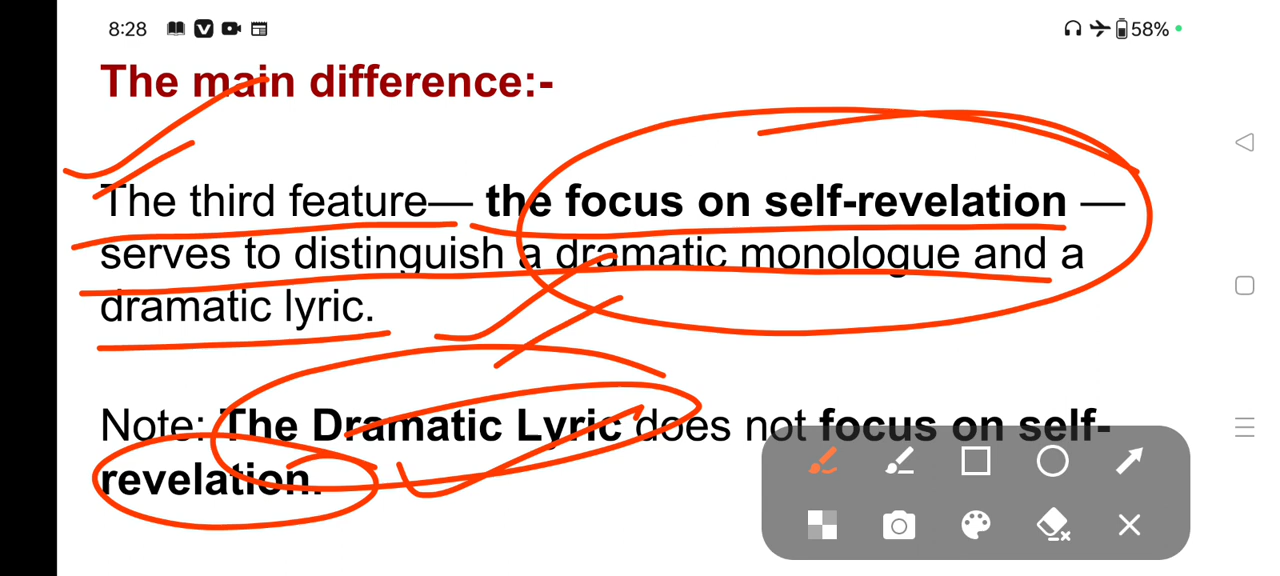 8:28 58%
The main difference:-
The third feature— the focus on self-revelation —
serves to distinguish a dramatic monologue and a
dramatic lyric.
Note: The Dramatic Lyric does not focus on self-
revelation.